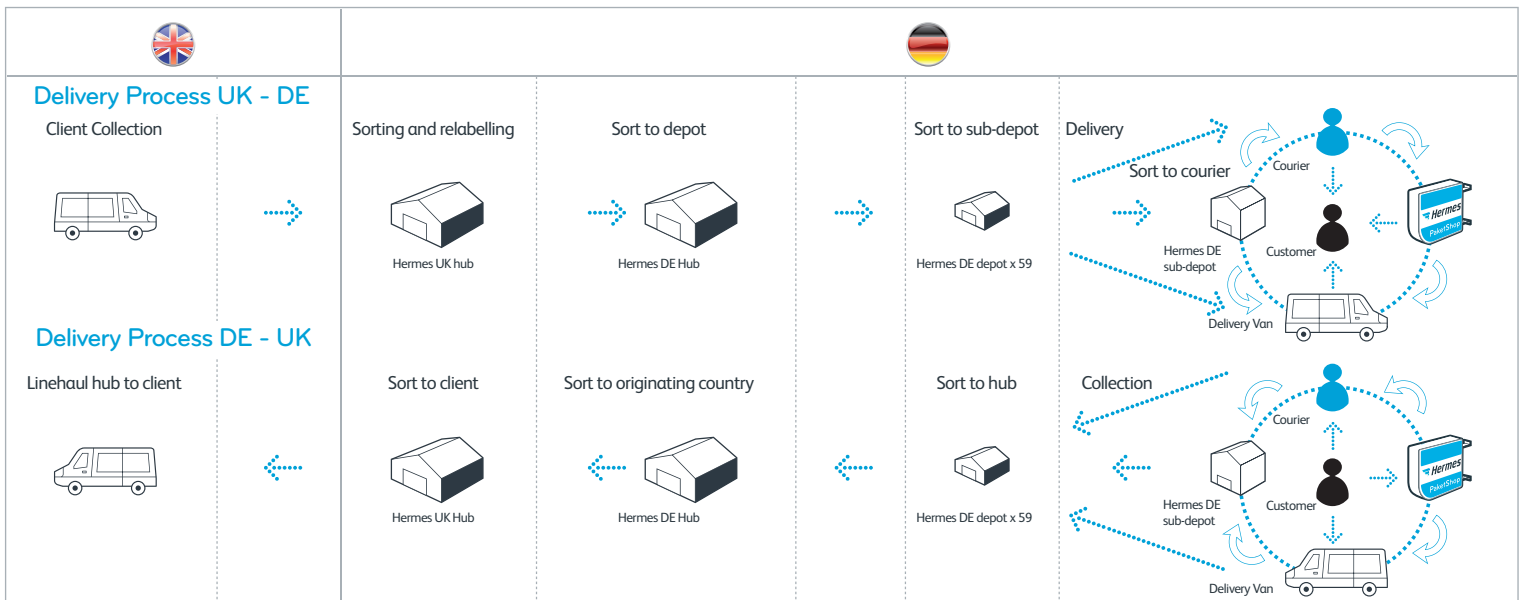 Delivery Process UK - DE
Client Collection
Sorting and relabelling
Sort to depot
Sort to sub-depot
Delivery
Sort to courier
Courier
Hermes
PaketShop
Hermes UK hub
Hermes DE Hub
Hermes DE depot x 59
Hermes DE
sub-depot
Customer
Delivery Van
Delivery Process DE - UK
Linehaul hub to client
Sort to client
Sort to originating country
Sort to hub
Collection
Courier
Hermes
PaketShop
Hermes UK Hub
Hermes DE Hub
Hermes DE depot x 59
Hermes DE
sub-depot
Customer
Delivery Van